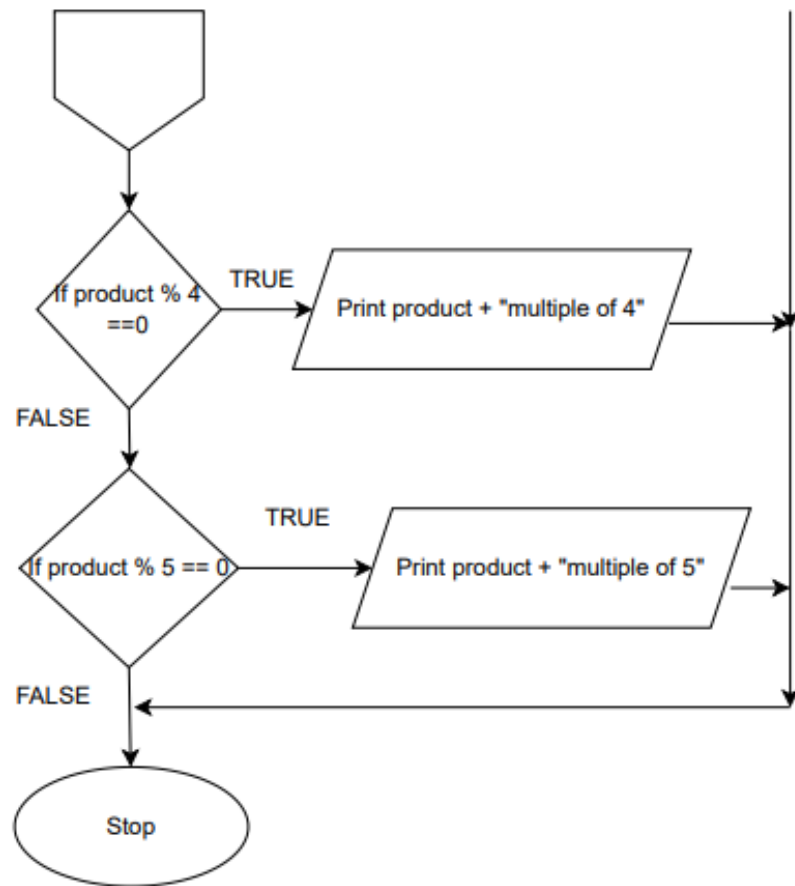 If product % 4
==0
TRUE
Print product + "multiple of 4"
FALSE
If product % 5 == 0
TRUE
Print product + "multiple of 5"
FALSE
Stop